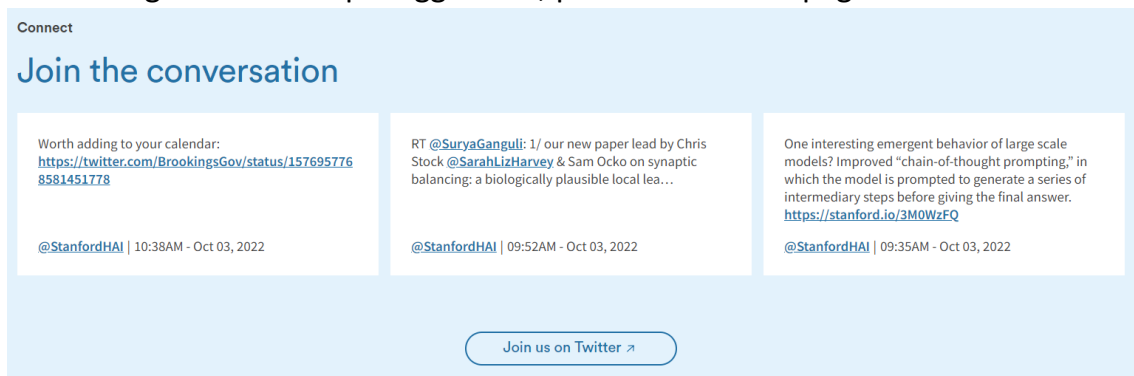 Connect
Join the conversation
Worth adding to your calendar:
https://twitter.com/BrookingsGov/status/157695776
8581451778
@StanfordHAI | 10:38AM - Oct 03, 2022
RT @SuryaGanguli: 1/ our new paper lead by Chris
Stock @SarahLizHarvey & Sam Ocko on synaptic
balancing: a biologically plausible local lea…
@StanfordHAI | 09:52AM - Oct 03, 2022
One interesting emergent behavior of large scale
models? Improved “chain-of-thought prompting,” in
which the model is prompted to generate a series of
intermediary steps before giving the final answer.
https://stanford.io/3M0WzFQ
@StanfordHAI | 09:35AM - Oct 03, 2022
Join us on Twitter ↗